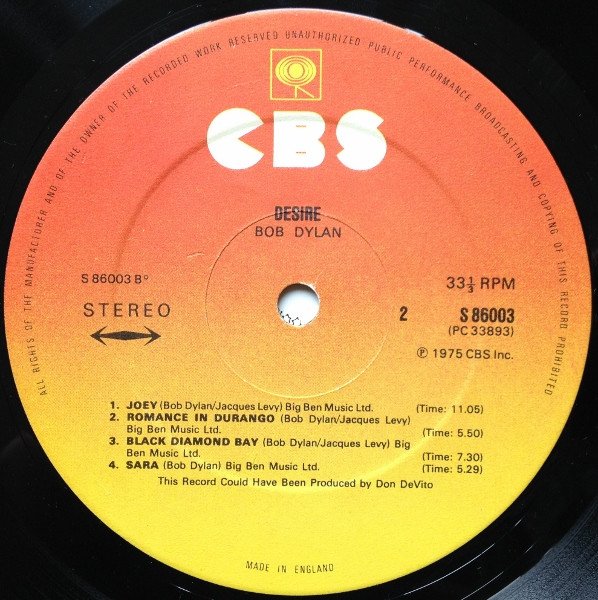 ALL RIGHTS OF THE MANUFACTURER AND OF THE OWNER OF THE RECORDED WORK RESERVED UNAUTHORIZED PUBLIC PERFORMANCE BROADCASTING AND COPYING OF THIS RECORD PROHIBITED
CBS
DESIRE
BOB DYLAN
S 86003 B°
33⅓ RPM
STEREO
2
S 86003
(PC 33893)
℗ 1975 CBS Inc.
1. JOEY (Bob Dylan/Jacques Levy) Big Ben Music Ltd. (Time: 11.05)
2. ROMANCE IN DURANGO (Bob Dylan/Jacques Levy)
Big Ben Music Ltd. (Time: 5.50)
3. BLACK DIAMOND BAY (Bob Dylan/Jacques Levy) Big
Ben Music Ltd. (Time: 7.30)
4. SARA (Bob Dylan) Big Ben Music Ltd. (Time: 5.29)
This Record Could Have Been Produced by Don DeVito
MADE IN ENGLAND